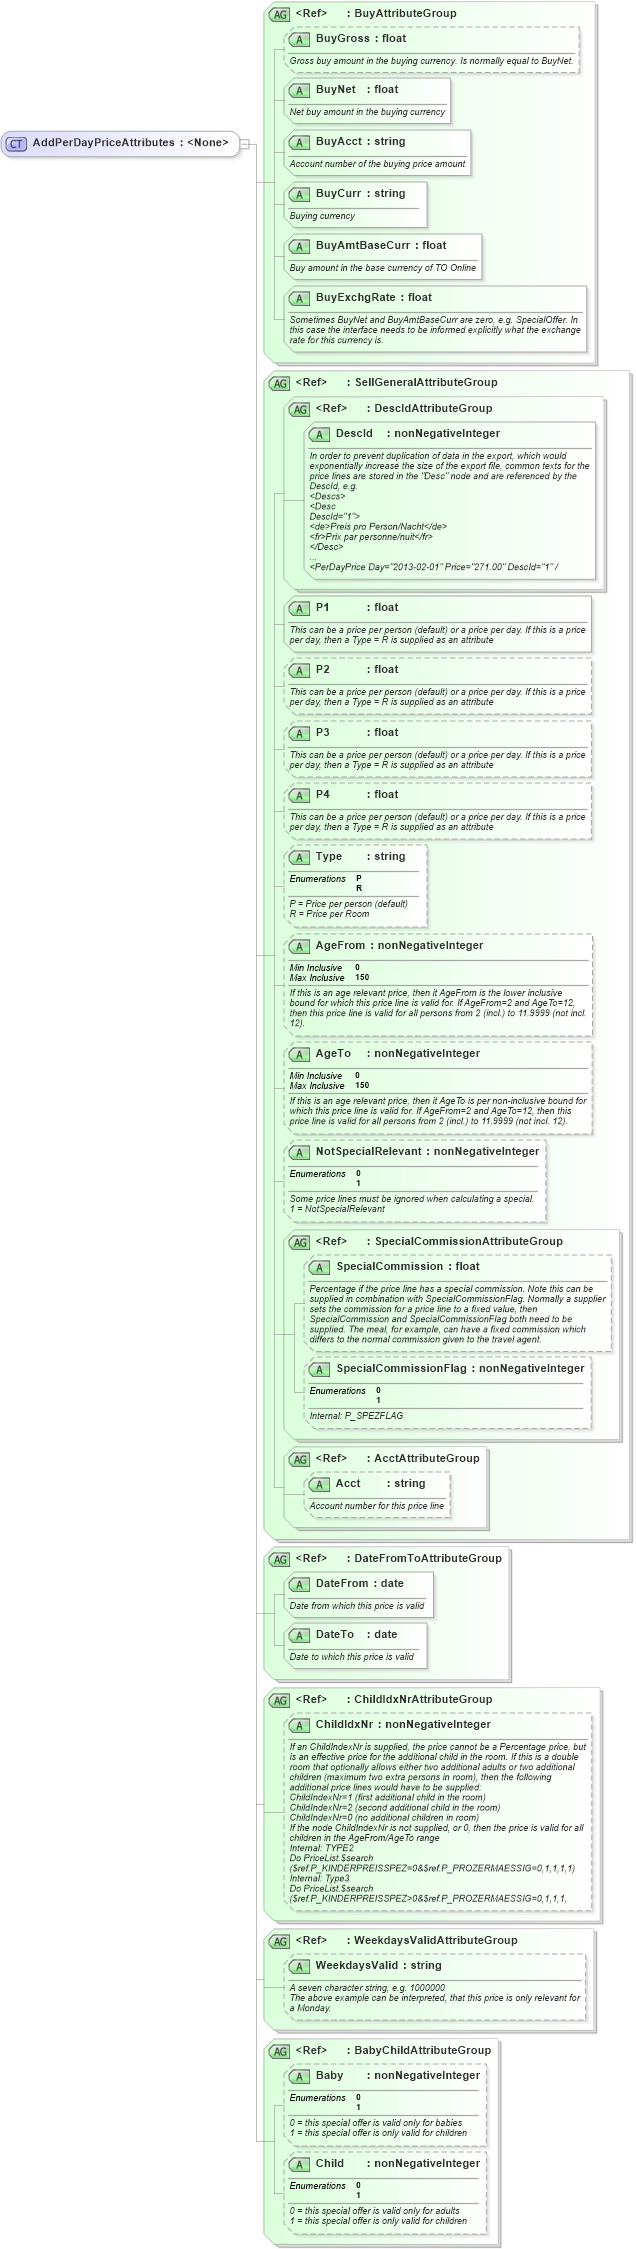 AG <Ref> : BuyAttributeGroup
A BuyGross : float
Gross buy amount in the buying currency. Is normally equal to BuyNet.
A BuyNet : float
Net buy amount in the buying currency
CT AddPerDayPriceAttributes : <None>
A BuyAcct : string
Account number of the buying price amount
A BuyCurr : string
Buying currency
A BuyAmtBaseCurr : float
Buy amount in the base currency of TO Online
A BuyExchgRate : float
Sometimes BuyNet and BuyAmtBaseCurr are zero, e.g. SpecialOffer. In
this case the interface needs to be informed explicitly what the exchange
rate for this currency is.
AG <Ref> : SellGeneralAttributeGroup
AG <Ref> : DescIdAttributeGroup
A DescId : nonNegativeInteger
In order to prevent duplication of data in the export, which would
exponentially increase the size of the export file, common texts for the
price lines are stored in the "Desc" node and are referenced by the
DescId, e.g.
<Descs>
<Desc
DescId="1">
<de>Preis pro Person/Nacht</de>
<fr>Prix par personne/nuit</fr>
</Desc>
...
<PerDayPrice Day="2013-02-01" Price="271.00" DescId="1" /
A P1 : float
This can be a price per person (default) or a price per day. If this is a price
per day, then a Type = R is supplied as an attribute
A P2 : float
This can be a price per person (default) or a price per day. If this is a price
per day, then a Type = R is supplied as an attribute
A P3 : float
This can be a price per person (default) or a price per day. If this is a price
per day, then a Type = R is supplied as an attribute
A P4 : float
This can be a price per person (default) or a price per day. If this is a price
per day, then a Type = R is supplied as an attribute
A Type : string
Enumerations P
R
P = Price per person (default)
R = Price per Room
A AgeFrom : nonNegativeInteger
Min Inclusive 0
Max Inclusive 150
If this is an age relevant price, then it AgeFrom is the lower inclusive
bound for which this price line is valid for. If AgeFrom=2 and AgeTo=12,
then this price line is valid for all persons from 2 (incl.) to 11.9999 (not incl.
12).
A AgeTo : nonNegativeInteger
Min Inclusive 0
Max Inclusive 150
If this is an age relevant price, then it AgeTo is per non-inclusive bound for
which this price line is valid for. If AgeFrom=2 and AgeTo=12, then this
price line is valid for all persons from 2 (incl.) to 11.9999 (not incl. 12).
A NotSpecialRelevant : nonNegativeInteger
Enumerations 0
1
Some price lines must be ignored when calculating a special.
1 = NotSpecialRelevant
AG <Ref> : SpecialCommissionAttributeGroup
A SpecialCommission : float
Percentage if the price line has a special commission. Note this can be
supplied in combination with SpecialCommissionFlag. Normally a supplier
sets the commission for a price line to a fixed value, then
SpecialCommission and SpecialCommissionFlag both need to be
supplied. The meal, for example, can have a fixed commission which
differs to the normal commission given to the travel agent.
A SpecialCommissionFlag : nonNegativeInteger
Enumerations 0
1
Internal: P_SPEZFLAG
AG <Ref> : AcctAttributeGroup
A Acct : string
Account number for this price line
AG <Ref> : DateFromToAttributeGroup
A DateFrom : date
Date from which this price is valid
A DateTo : date
Date to which this price is valid
AG <Ref> : ChildIdxNrAttributeGroup
A ChildIdxNr : nonNegativeInteger
If an ChildIndexNr is supplied, the price cannot be a Percentage price, but
is an effective price for the additional child in the room. If this is a double
room that optionally allows either two additional adults or two additional
children (maximum two extra persons in room), then the following
additional price lines would have to be supplied:
ChildIndexNr=1 (first additional child in the room)
ChildIndexNr=2 (second additional child in the room)
ChildIndexNr=0 (no additional children in room)
If the node ChildIndexNr is not supplied, or 0, then the price is valid for all
children in the AgeFrom/AgeTo range
Internal: TYPE2
Do PriceList.$search
($ref.P_KINDERPREISSPEZ=0&$ref.P_PROZERMAESSIG=0,1,1,1,1)
Internal: Type3
Do PriceList.$search
($ref.P_KINDERPREISSPEZ>0&$ref.P_PROZERMAESSIG=0,1,1,1,
AG <Ref> : WeekdaysValidAttributeGroup
A WeekdaysValid : string
A seven character string, e.g. 1000000
The above example can be interpreted, that this price is only relevant for
a Monday.
AG <Ref> : BabyChildAttributeGroup
A Baby : nonNegativeInteger
Enumerations 0
1
0 = this special offer is valid only for babies
1 = this special offer is only valid for children
A Child : nonNegativeInteger
Enumerations 0
1
0 = this special offer is valid only for adults
1 = this special offer is only valid for children